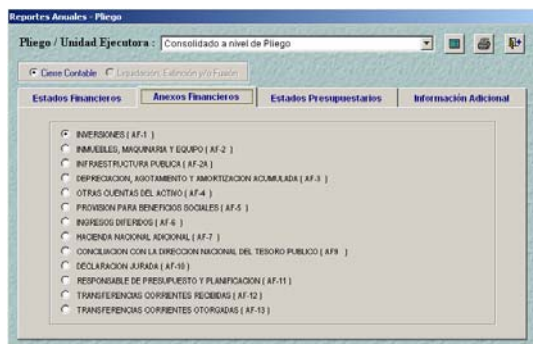 Reportes Anuales - Pliego
Pliego / Unidad Ejecutora : Consolidado a nivel de Pliego
Cierre Contable Liquidación, Extinción y/o Fusión
Estados Financieros Anexos Financieros Estados Presupuestarios Información Adicional
INVERSIONES ( AF-1 )
INMUEBLES, MAQUINARIA Y EQUIPO ( AF-2 )
INFRAESTRUCTURA PUBLICA ( AF-2A )
DEPRECIACION, AGOTAMIENTO Y AMORTIZACION ACUMULADA ( AF-3 )
OTRAS CUENTAS DEL ACTIVO ( AF-4 )
PROVISION PARA BENEFICIOS SOCIALES ( AF-5 )
INGRESOS DIFERIDOS ( AF-6 )
HACIENDA NACIONAL ADICIONAL ( AF-7 )
CONCILIACION CON LA DIRECCION NACIONAL DEL TESORO PUBLICO ( AF9 )
DECLARACION JURADA ( AF-10 )
RESPONSABLE DE PRESUPUESTO Y PLANIFICACION ( AF-11 )
TRANSFERENCIAS CORRIENTES RECIBIDAS ( AF-12 )
TRANSFERENCIAS CORRIENTES OTORGADAS ( AF-13 )